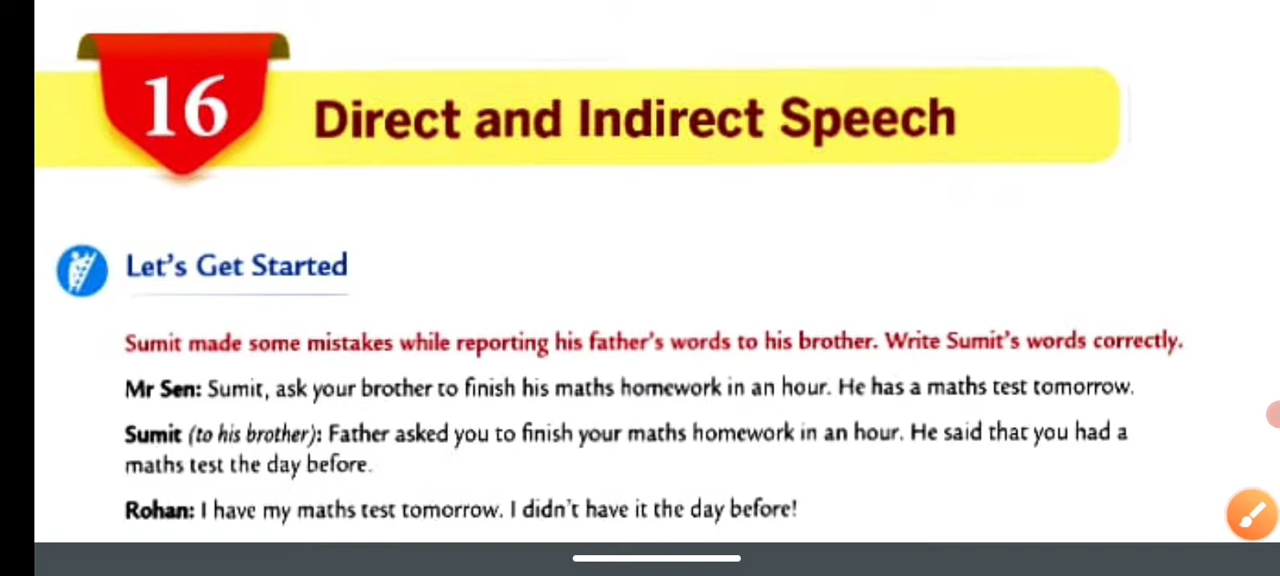 16
Direct and Indirect Speech
Let's Get Started
Sumit made some mistakes while reporting his father's words to his brother. Write Sumit's words correctly.
Mr Sen: Sumit, ask your brother to finish his maths homework in an hour. He has a maths test tomorrow.
Sumit (to his brother): Father asked you to finish your maths homework in an hour. He said that you had a
maths test the day before.
Rohan: I have my maths test tomorrow. I didn't have it the day before!